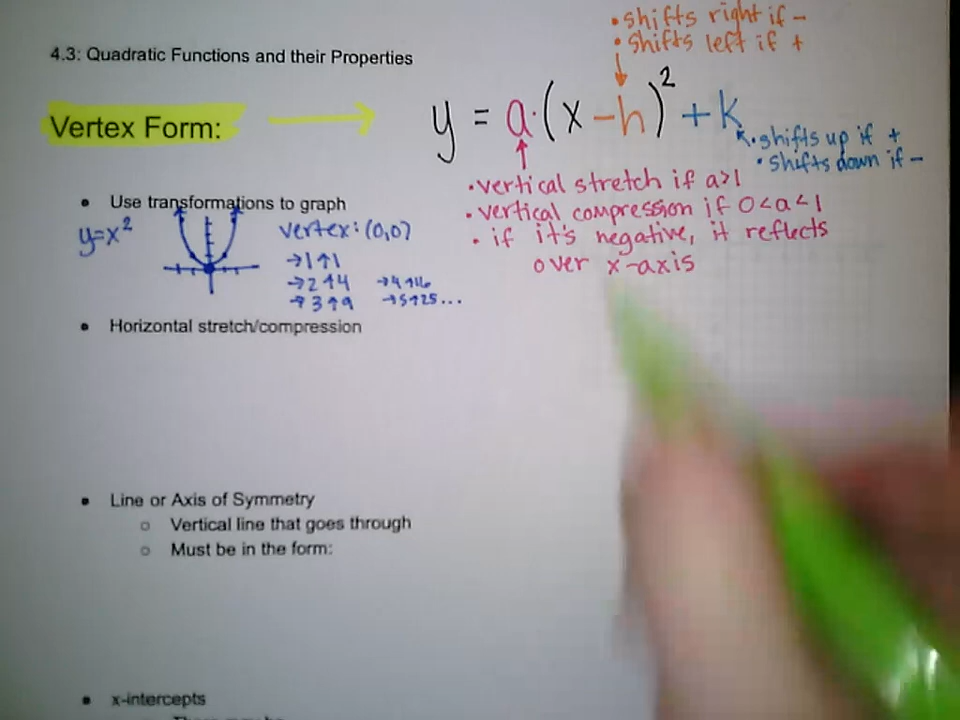 • shifts right if -
• shifts left if +
4.3: Quadratic Functions and their Properties
Vertex Form:
y = a·(x - h)² + k
• shifts up if +
• shifts down if -
• vertical stretch if a>1
• vertical compression if 0<a<1
• if it's negative, it reflects
over x-axis
• Use transformations to graph
y=x²
vertex: (0,0)
→1↑1
→2↑4 →4↑16
→3↑9 →5↑25...
• Horizontal stretch/compression
• Line or Axis of Symmetry
o Vertical line that goes through
o Must be in the form:
• x-intercepts